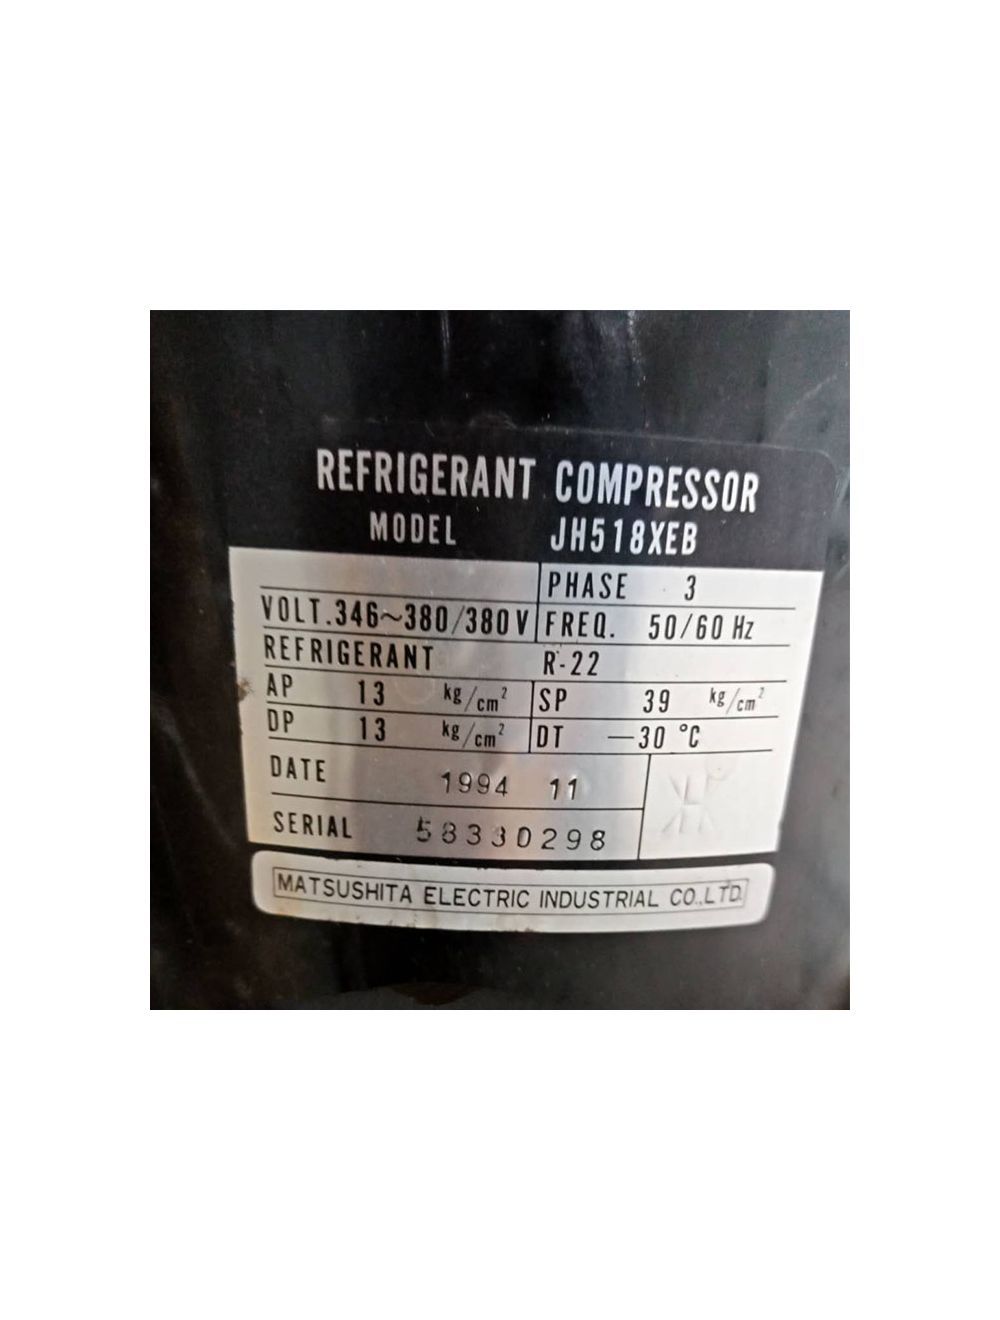 REFRIGERANT COMPRESSOR
MODEL JH518XEB
PHASE 3
VOLT. 346~380/380V FREQ. 50/60 Hz
REFRIGERANT R-22
AP 13 kg/cm² SP 39 kg/cm²
DP 13 kg/cm² DT —30 °C
DATE 1994 11
SERIAL 58330298
MATSUSHITA ELECTRIC INDUSTRIAL CO.,LTD.